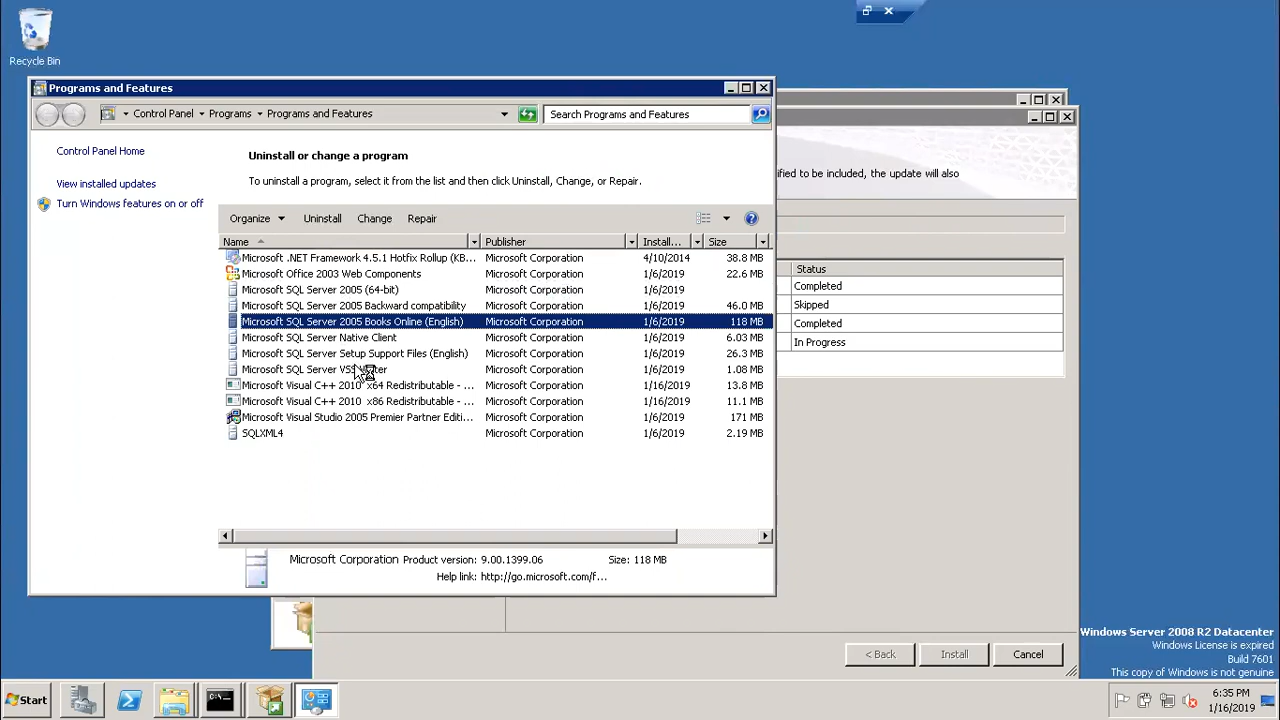 Recycle Bin
Programs and Features
Control Panel
Programs
Programs and Features
Search Programs and Features
Control Panel Home
View installed updates
Turn Windows features on or off
Uninstall or change a program
To uninstall a program, select it from the list and then click Uninstall, Change, or Repair.
Organize Uninstall Change Repair
Name Publisher Install... Size
Microsoft .NET Framework 4.5.1 Hotfix Rollup (KB... Microsoft Corporation 4/10/2014 38.8 MB
Microsoft Office 2003 Web Components Microsoft Corporation 1/6/2019 22.6 MB
Microsoft SQL Server 2005 (64-bit) Microsoft Corporation 1/6/2019
Microsoft SQL Server 2005 Backward compatibility Microsoft Corporation 1/6/2019 46.0 MB
Microsoft SQL Server 2005 Books Online (English) Microsoft Corporation 1/6/2019 118 MB
Microsoft SQL Server Native Client Microsoft Corporation 1/6/2019 6.03 MB
Microsoft SQL Server Setup Support Files (English) Microsoft Corporation 1/6/2019 26.3 MB
Microsoft SQL Server Microsoft Corporation 1/6/2019 1.08 MB
Microsoft Visual C++ 2010 x64 Redistributable - ... Microsoft Corporation 1/16/2019 13.8 MB
Microsoft Visual C++ 2010 x86 Redistributable - ... Microsoft Corporation 1/16/2019 11.1 MB
Microsoft Visual Studio 2005 Premier Partner Editi... Microsoft Corporation 1/6/2019 171 MB
SQLXML4 Microsoft Corporation 1/6/2019 2.19 MB
Microsoft Corporation Product version: 9.00.1399.06 Size: 118 MB
Help link: http://go.microsoft.com/f...
ified to be included, the update will also
Status
Completed
Skipped
Completed
In Progress
< Back Install Cancel
Windows Server 2008 R2 Datacenter
Windows License is expired
Build 7601
This copy of Windows is not genuine
Start
6:35 PM
1/16/2019